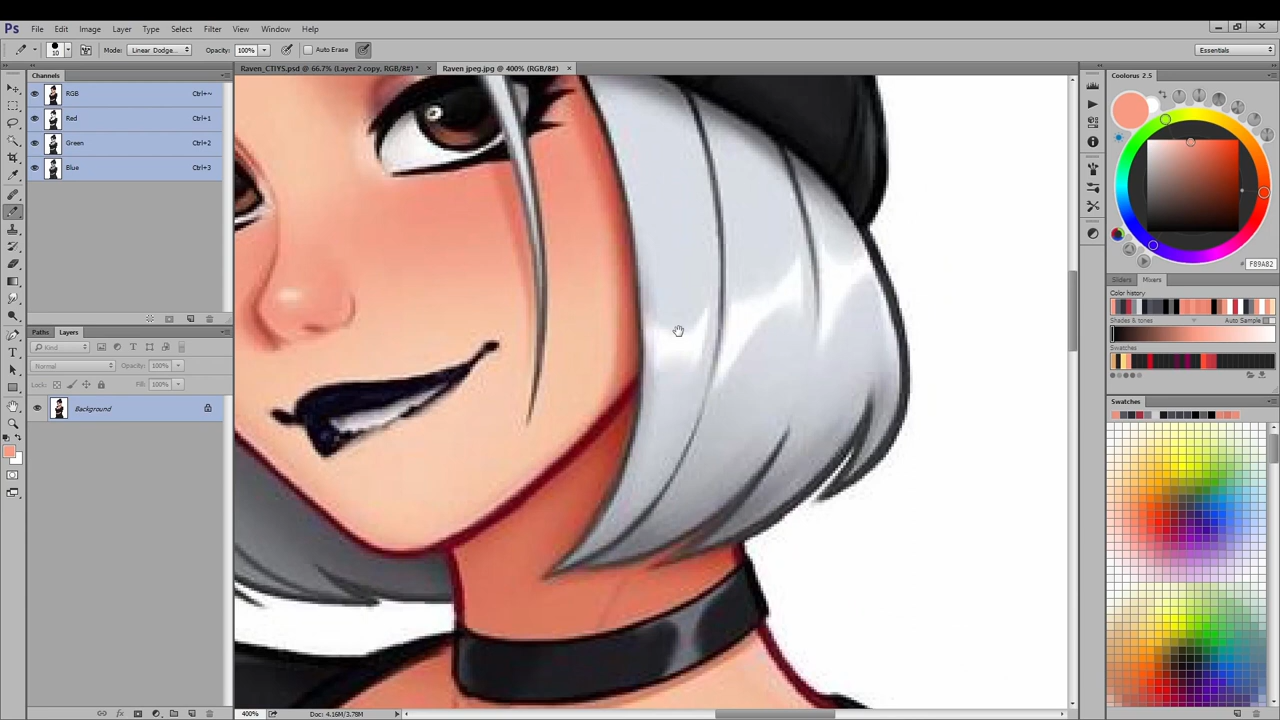 Ps File Edit Image Layer Type Select Filter View Window Help
10 Mode: Linear Dodge... Opacity: 100% Auto Erase Essentials
Channels
RGB Ctrl+~
Red Ctrl+1
Green Ctrl+2
Blue Ctrl+3
Paths Layers
Kind
Normal Opacity: 100%
Lock: Fill: 100%
Background
Raven_CTIYS.psd @ 66.7% (Layer 2 copy, RGB/8#) * × Raven jpeg.jpg @ 400% (RGB/8#) ×
400% Doc: 4.16M/3.78M
Coolorus 2.5
# F89A82
Sliders Mixers
Color history
Shades & tones Auto Sample
Swatches
Swatches